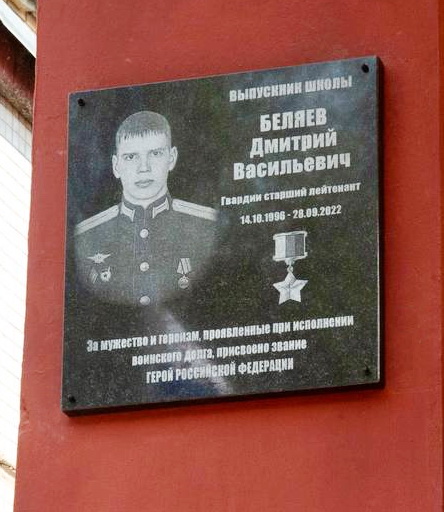 ВЫПУСКНИК ШКОЛЫ
БЕЛЯЕВ
Дмитрий
Васильевич
Гвардии старший лейтенант
14.10.1996 - 28.09.2022
За мужество и героизм, проявленные при исполнении
воинского долга, присвоено звание
ГЕРОЙ РОССИЙСКОЙ ФЕДЕРАЦИИ